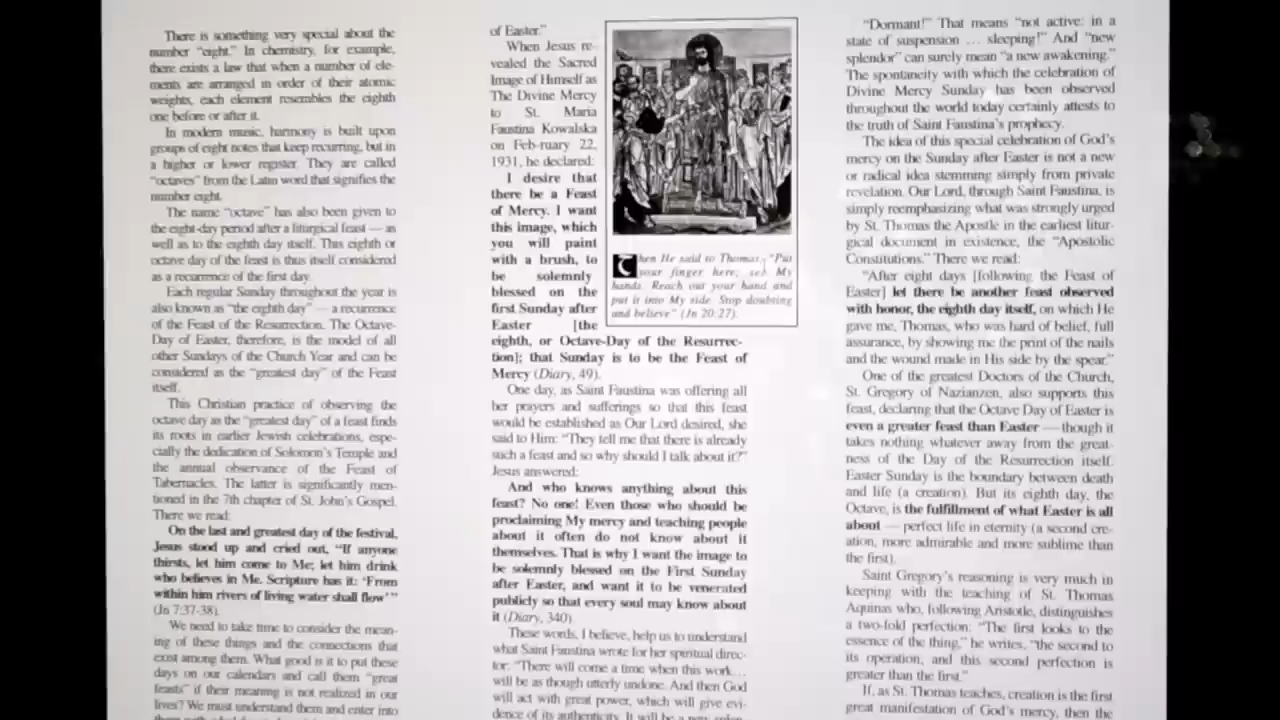 There is something very special about the
number "eight." In chemistry, for example,
there exists a law that when a number of ele-
ments are arranged in order of their atomic
weights, each element resembles the eighth
one before or after it.
In modern music, harmony is built upon
groups of eight notes that keep recurring, but in
a higher or lower register. They are called
"octaves" from the Latin word that signifies the
number eight.
The name "octave" has also been given to
the eight-day period after a liturgical feast — as
well as to the eighth day itself. This eighth or
octave day of the feast is thus itself considered
as a recurrence of the first day.
Each regular Sunday throughout the year is
also known as "the eighth day" — a recurrence
of the Feast of the Resurrection. The Octave-
Day of Easter, therefore, is the model of all
other Sundays of the Church Year and can be
considered as the "greatest day" of the Feast
itself.
This Christian practice of observing the
octave day as the "greatest day" of a feast finds
its roots in earlier Jewish celebrations, espe-
cially the dedication of Solomon's Temple and
the annual observance of the Feast of
Tabernacles. The latter is significantly men-
tioned in the 7th chapter of St. John's Gospel.
There we read:
On the last and greatest day of the festival,
Jesus stood up and cried out, "If anyone
thirsts, let him come to Me; let him drink
who believes in Me. Scripture has it: 'From
within him rivers of living water shall flow'"
(Jn 7:37-38).
We need to take time to consider the mean-
ing of these things and the connections that
exist among them. What good is it to put these
days on our calendars and call them "great
feasts" if their meaning is not realized in our
lives? We must understand them and enter into
of Easter."
When Jesus re-
vealed the Sacred
Image of Himself as
The Divine Mercy
to St. Maria
Faustina Kowalska
on Feb-ruary 22,
1931, he declared:
I desire that
there be a Feast
of Mercy. I want
this image, which
you will paint
with a brush, to
be solemnly
blessed on the
first Sunday after
Easter [the
eighth, or Octave-Day of the Resurrec-
tion]; that Sunday is to be the Feast of
Mercy (Diary, 49).
One day, as Saint Faustina was offering all
her prayers and sufferings so that this feast
would be established as Our Lord desired, she
said to Him: "They tell me that there is already
such a feast and so why should I talk about it?"
Jesus answered:
And who knows anything about this
feast? No one! Even those who should be
proclaiming My mercy and teaching people
about it often do not know about it
themselves. That is why I want the image to
be solemnly blessed on the First Sunday
after Easter, and want it to be venerated
publicly so that every soul may know about
it (Diary, 340).
These words, I believe, help us to understand
what Saint Faustina wrote for her spiritual direc-
tor: "There will come a time when this work...
will be as though utterly undone. And then God
will act with great power, which will give evi-
dence of its authenticity. It will be a new splen-
Then He said to Thomas, "Put
your finger here; see My
hands. Reach out your hand and
put it into My side. Stop doubting
and believe" (Jn 20:27).
"Dormant!" That means "not active: in a
state of suspension ... sleeping!" And "new
splendor" can surely mean "a new awakening."
The spontaneity with which the celebration of
Divine Mercy Sunday has been observed
throughout the world today certainly attests to
the truth of Saint Faustina's prophecy.
The idea of this special celebration of God's
mercy on the Sunday after Easter is not a new
or radical idea stemming simply from private
revelation. Our Lord, through Saint Faustina, is
simply reemphasizing what was strongly urged
by St. Thomas the Apostle in the earliest litur-
gical document in existence, the "Apostolic
Constitutions." There we read:
"After eight days [following the Feast of
Easter] let there be another feast observed
with honor, the eighth day itself, on which He
gave me, Thomas, who was hard of belief, full
assurance, by showing me the print of the nails
and the wound made in His side by the spear."
One of the greatest Doctors of the Church,
St. Gregory of Nazianzen, also supports this
feast, declaring that the Octave Day of Easter is
even a greater feast than Easter — though it
takes nothing whatever away from the great-
ness of the Day of the Resurrection itself.
Easter Sunday is the boundary between death
and life (a creation). But its eighth day, the
Octave, is the fulfillment of what Easter is all
about — perfect life in eternity (a second cre-
ation, more admirable and more sublime than
the first).
Saint Gregory's reasoning is very much in
keeping with the teaching of St. Thomas
Aquinas who, following Aristotle, distinguishes
a two-fold perfection: "The first looks to the
essence of the thing," he writes, "the second to
its operation, and this second perfection is
greater than the first."
If, as St. Thomas teaches, creation is the first
great manifestation of God's mercy, then the